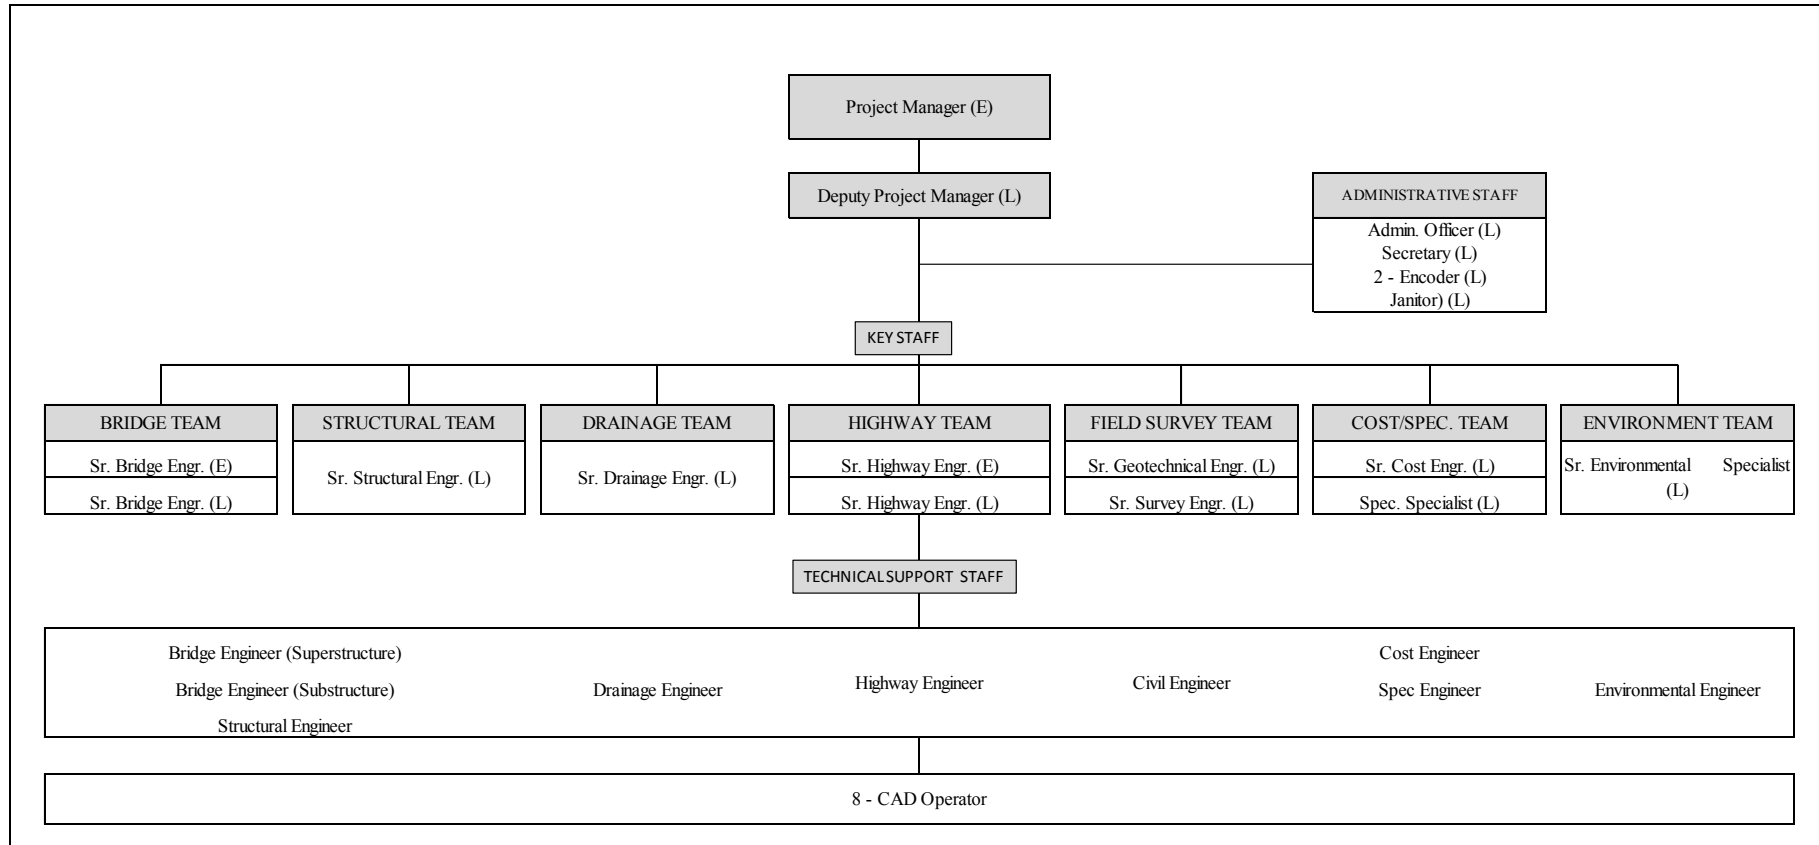 Project Manager (E)
Deputy Project Manager (L)
ADMINISTRATIVE STAFF
Admin. Officer (L)
Secretary (L)
2 - Encoder (L)
Janitor) (L)
KEY STAFF
BRIDGE TEAM
Sr. Bridge Engr. (E)
Sr. Bridge Engr. (L)
STRUCTURAL TEAM
Sr. Structural Engr. (L)
DRAINAGE TEAM
Sr. Drainage Engr. (L)
HIGHWAY TEAM
Sr. Highway Engr. (E)
Sr. Highway Engr. (L)
FIELD SURVEY TEAM
Sr. Geotechnical Engr. (L)
Sr. Survey Engr. (L)
COST/SPEC. TEAM
Sr. Cost Engr. (L)
Spec. Specialist (L)
ENVIRONMENT TEAM
Sr. Environmental Specialist
(L)
TECHNICAL SUPPORT STAFF
Bridge Engineer (Superstructure)
Bridge Engineer (Substructure)
Structural Engineer
Drainage Engineer
Highway Engineer
Civil Engineer
Cost Engineer
Spec Engineer
Environmental Engineer
8 - CAD Operator